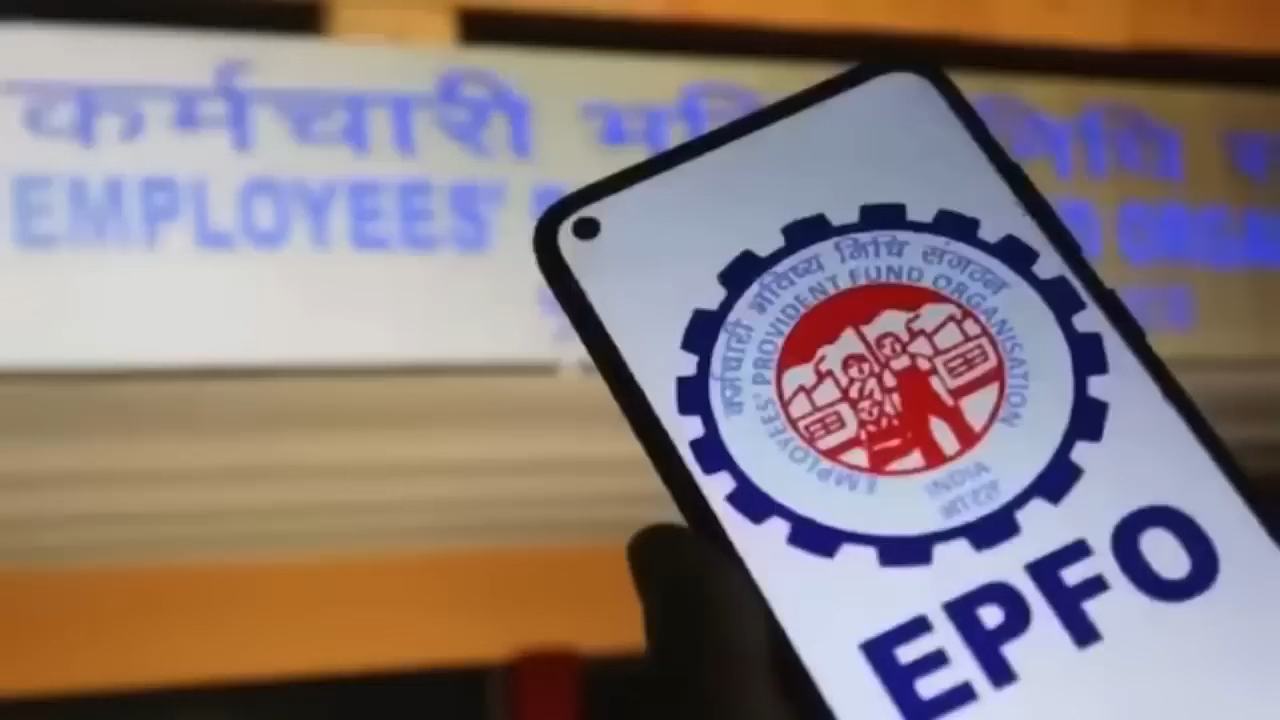 कर्मचारी
EMPLOYEES'
कर्मचारी भविष्य निधि संगठन
EMPLOYEES' PROVIDENT FUND ORGANISATION
INDIA
भारत
EPFO